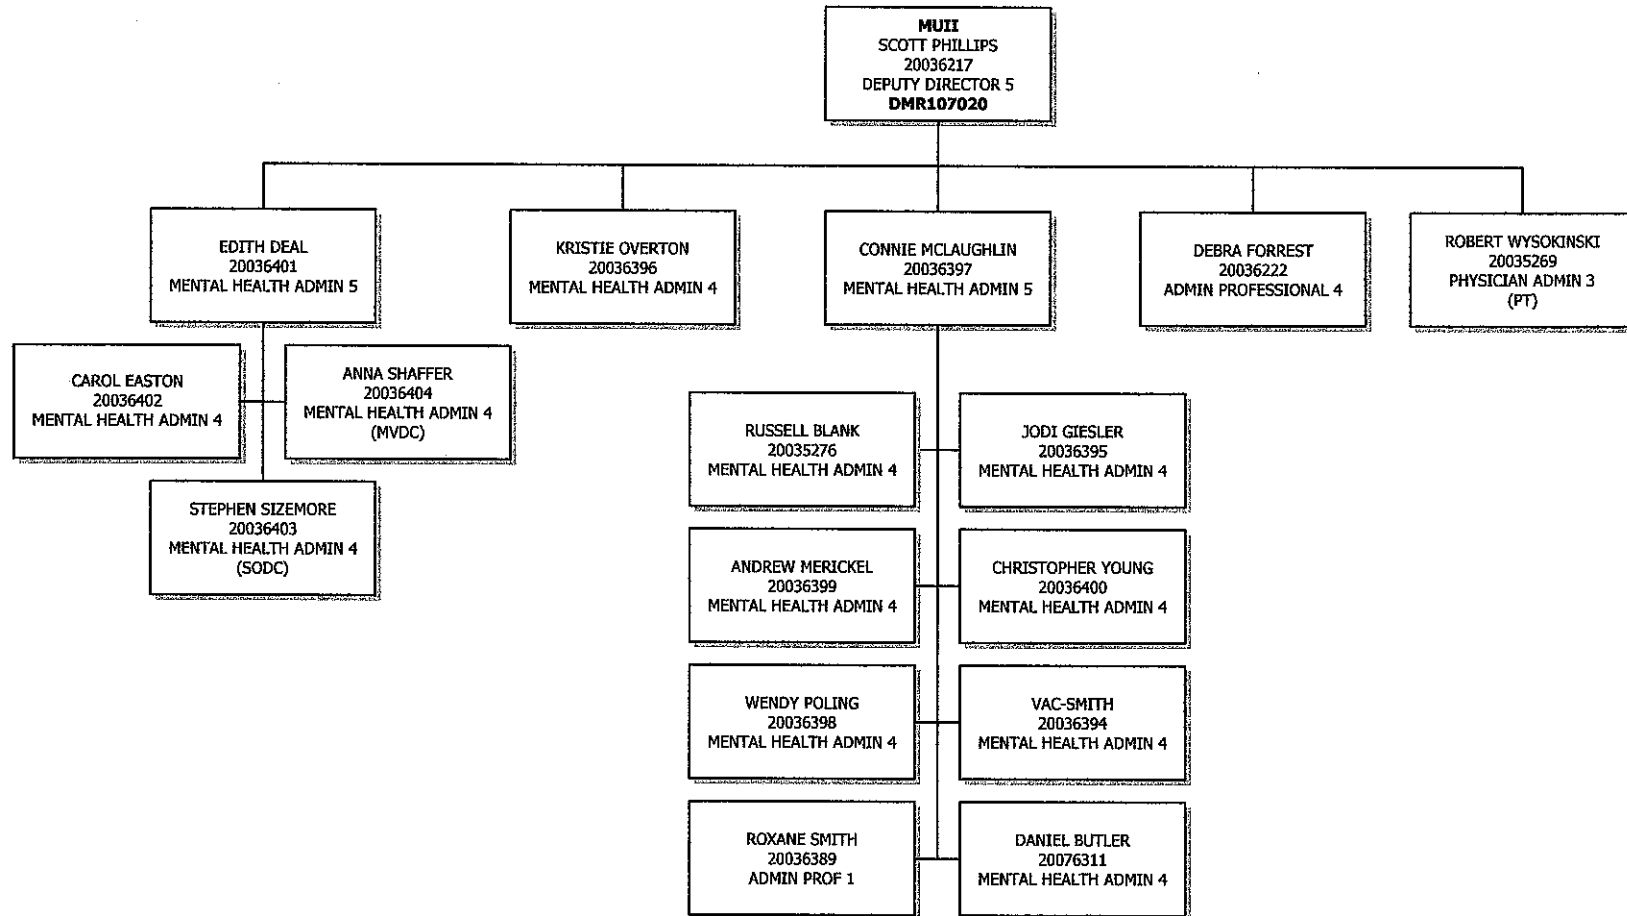 MUII
SCOTT PHILLIPS
20036217
DEPUTY DIRECTOR 5
DMR107020
EDITH DEAL
20036401
MENTAL HEALTH ADMIN 5
KRISTIE OVERTON
20036396
MENTAL HEALTH ADMIN 4
CONNIE MCLAUGHLIN
20036397
MENTAL HEALTH ADMIN 5
DEBRA FORREST
20036222
ADMIN PROFESSIONAL 4
ROBERT WYSOKINSKI
20035269
PHYSICIAN ADMIN 3
(PT)
CAROL EASTON
20036402
MENTAL HEALTH ADMIN 4
ANNA SHAFFER
20036404
MENTAL HEALTH ADMIN 4
(MVDC)
STEPHEN SIZEMORE
20036403
MENTAL HEALTH ADMIN 4
(SODC)
RUSSELL BLANK
20035276
MENTAL HEALTH ADMIN 4
JODI GIESLER
20036395
MENTAL HEALTH ADMIN 4
ANDREW MERICKEL
20036399
MENTAL HEALTH ADMIN 4
CHRISTOPHER YOUNG
20036400
MENTAL HEALTH ADMIN 4
WENDY POLING
20036398
MENTAL HEALTH ADMIN 4
VAC-SMITH
20036394
MENTAL HEALTH ADMIN 4
ROXANE SMITH
20036389
ADMIN PROF 1
DANIEL BUTLER
20076311
MENTAL HEALTH ADMIN 4